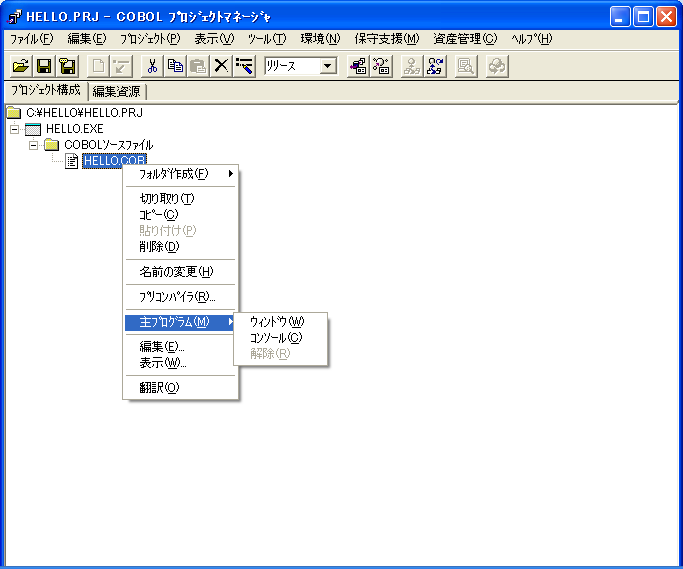 HELLO.PRJ - COBOL ﾌﾟﾛｼﾞｪｸﾄﾏﾈｰｼﾞｬ
ﾌｧｲﾙ(F) 編集(E) ﾌﾟﾛｼﾞｪｸﾄ(P) 表示(V) ﾂｰﾙ(T) 環境(N) 保守支援(M) 資産管理(C) ﾍﾙﾌﾟ(H)
ﾘﾘｰｽ
ﾌﾟﾛｼﾞｪｸﾄ構成 編集資源
C:¥HELLO¥HELLO.PRJ
HELLO.EXE
COBOLｿｰｽﾌｧｲﾙ
HELLO.COB
ﾌｫﾙﾀﾞ作成(F)
切り取り(T)
ｺﾋﾟｰ(C)
貼り付け(P)
削除(D)
名前の変更(H)
ﾌﾟﾘｺﾝﾊﾟｲﾗ(R)...
主ﾌﾟﾛｸﾞﾗﾑ(M)
編集(E)...
表示(W)...
翻訳(O)
ｳｨﾝﾄﾞｳ(W)
ｺﾝｿｰﾙ(C)
解除(R)